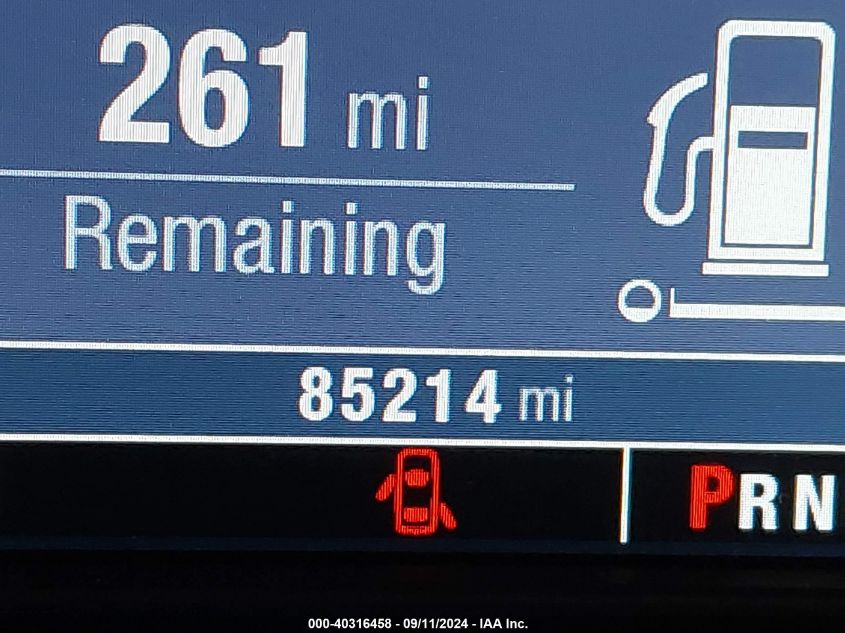 261 mi
Remaining
85214 mi
PRN
000-40316458 - 09/11/2024 - IAA Inc.